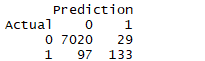 Prediction
Actual 0 1
0 7020 29
1 97 133